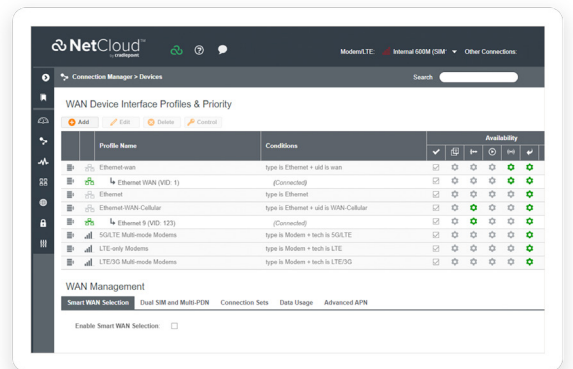 NetCloud™
by cradlepoint
Modem/LTE: Internal 600M (SIM' Other Connections:
Connection Manager > Devices
Search
WAN Device Interface Profiles & Priority
Add Edit Delete Control
Availability
Profile Name Conditions
Ethernet-wan type is Ethernet + uid is wan
Ethernet WAN (VID: 1) (Connected)
Ethernet type is Ethernet
Ethernet-WAN-Cellular type is Ethernet + uid is WAN-Cellular
Ethernet 9 (VID: 123) (Connected)
5G/LTE Multi-mode Modems type is Modem + tech is 5G/LTE
LTE-only Modems type is Modem + tech is LTE
LTE/3G Multi-mode Modems type is Modem + tech is LTE/3G
WAN Management
Smart WAN Selection Dual SIM and Multi-PDN Connection Sets Data Usage Advanced APN
Enable Smart WAN Selection: